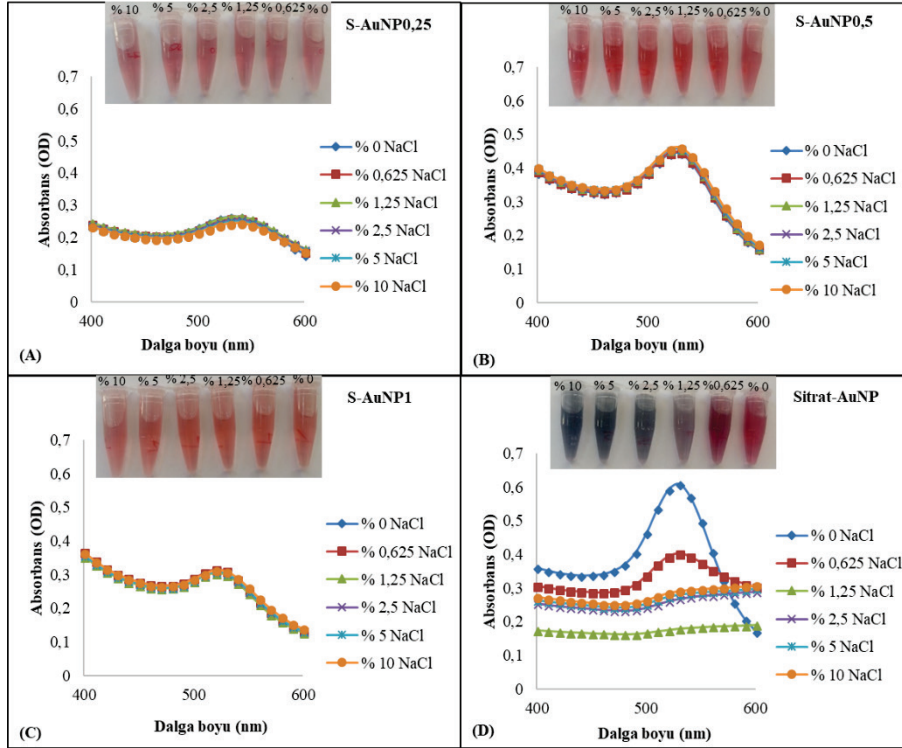 % 10 % 5 % 2,5 % 1,25 % 0,625 % 0
S-AuNP0,25
0,7
0,6
0,5
0,4
0,3
0,2
0,1
0
Absorbans (OD)
% 0 NaCl
% 0,625 NaCl
% 1,25 NaCl
% 2,5 NaCl
% 5 NaCl
% 10 NaCl
400 500 600
Dalga boyu (nm)
(A)
% 10 % 5 % 2,5 % 1,25 % 0,625 % 0
S-AuNP0,5
0,7
0,6
0,5
0,4
0,3
0,2
0,1
0
Absorbans (OD)
% 0 NaCl
% 0,625 NaCl
% 1,25 NaCl
% 2,5 NaCl
% 5 NaCl
% 10 NaCl
400 500 600
Dalga boyu (nm)
(B)
% 10 % 5 % 2,5 % 1,25 % 0,625 % 0
S-AuNP1
0,7
0,6
0,5
0,4
0,3
0,2
0,1
0
Absorbans (OD)
% 0 NaCl
% 0,625 NaCl
% 1,25 NaCl
% 2,5 NaCl
% 5 NaCl
% 10 NaCl
400 500 600
Dalga boyu (nm)
(C)
% 10 % 5 % 2,5 % 1,25 %0,625 % 0
Sitrat-AuNP
0,7
0,6
0,5
0,4
0,3
0,2
0,1
0
Absorbans (OD)
% 0 NaCl
% 0,625 NaCl
% 1,25 NaCl
% 2,5 NaCl
% 5 NaCl
% 10 NaCl
400 500 600
Dalga boyu (nm)
(D)